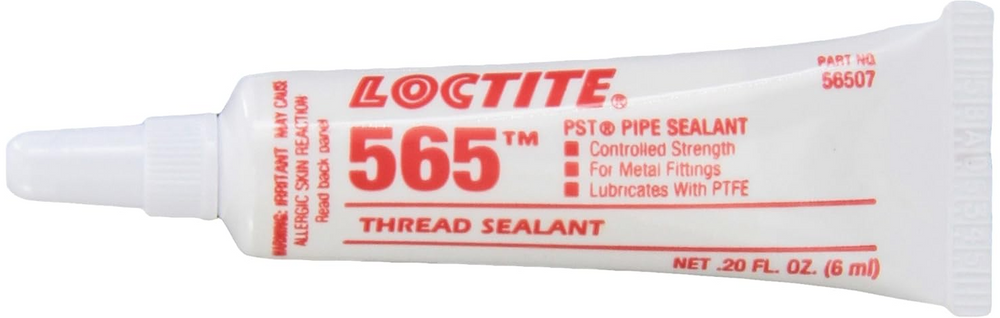 WARNING: IRRITANT MAY CAUSE
ALLERGIC SKIN REACTION
Read back panel
LOCTITE®
565™
PST® PIPE SEALANT
Controlled Strength
For Metal Fittings
Lubricates With PTFE
THREAD SEALANT
NET .20 FL. OZ. (6 ml)
PART NO.
56507